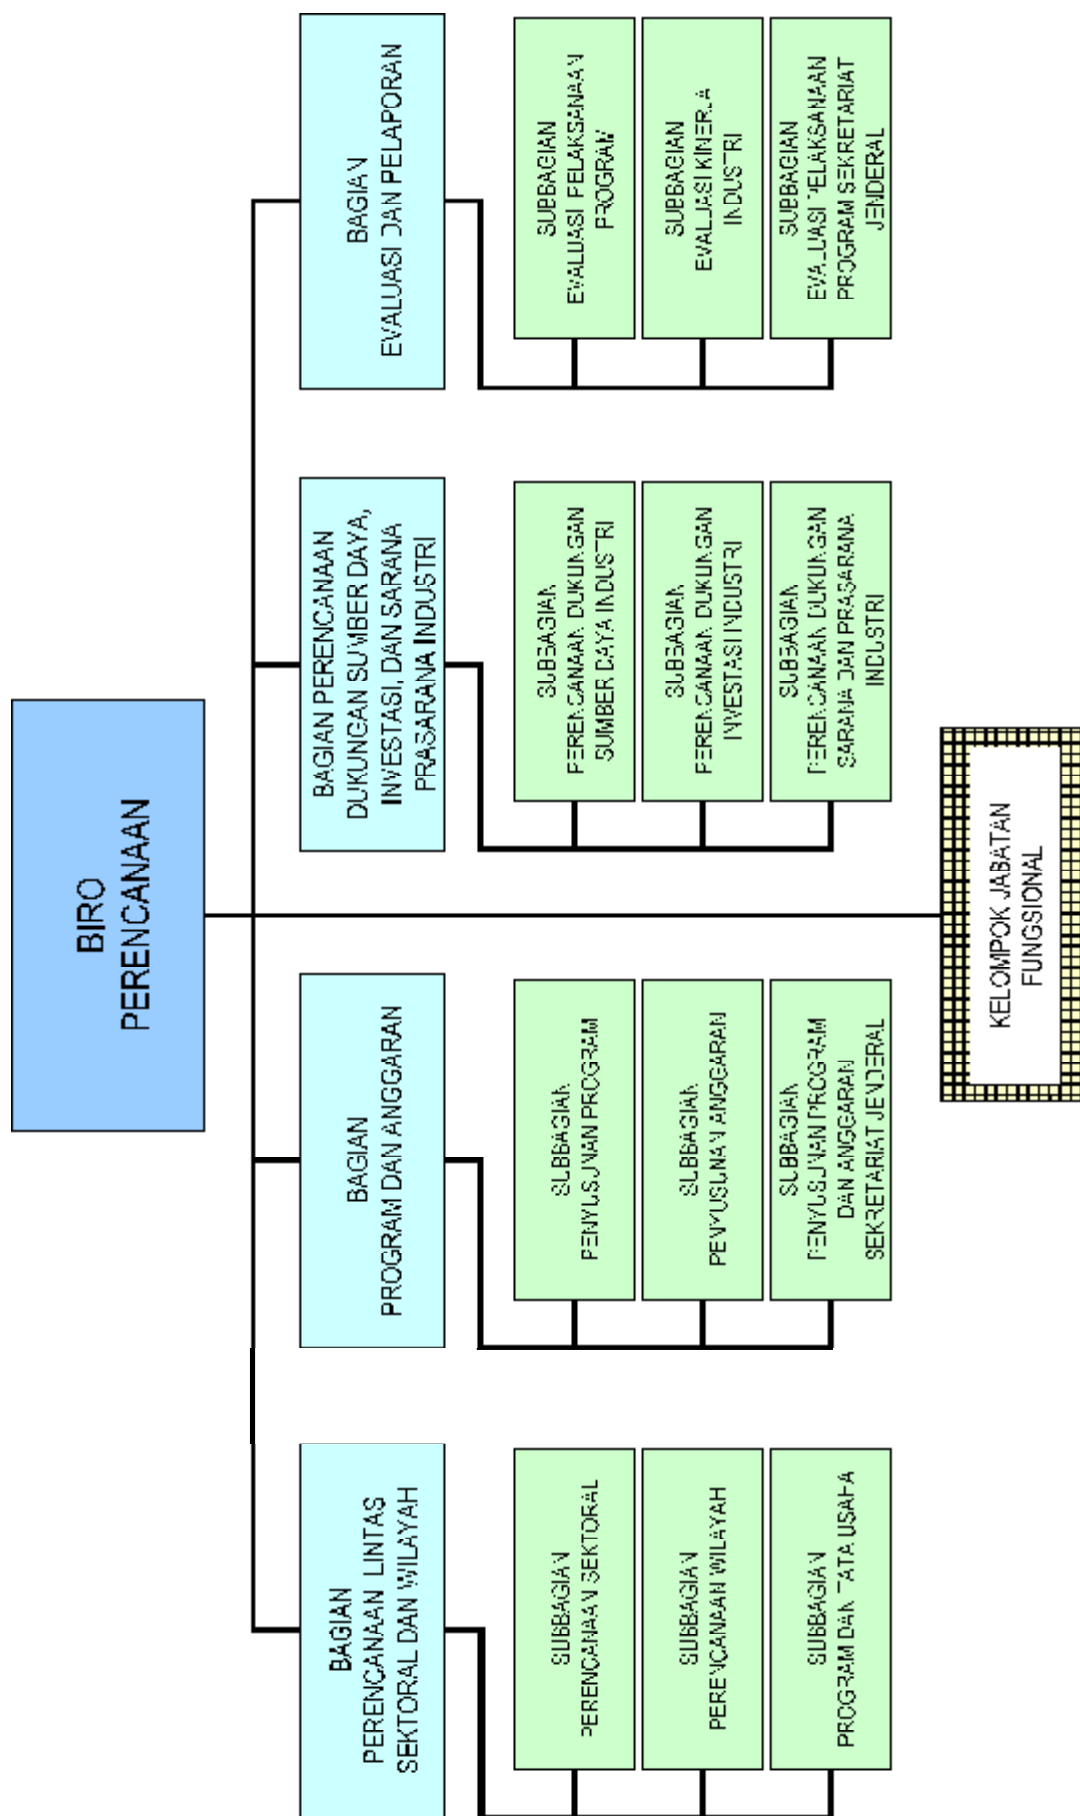 BIRO
PERENCANAAN
BAGIAN
PERENCANAAN LINTAS
SEKTORAL DAN WILAYAH
BAGIAN
PROGRAM DAN ANGGARAN
BAGIAN PERENCANAAN
DUKUNGAN SUMBER DAYA,
INVESTASI, DAN SARANA
PRASARANA INDUSTRI
BAGIAN
EVALUASI DAN PELAPORAN
SUBBAGIAN
PERENCANAAN SEKTORAL
SUBBAGIAN
PERENCANAAN WILAYAH
SUBBAGIAN
PROGRAM DAN TATA USAHA
SUBBAGIAN
PENYUSUNAN PROGRAM
SUBBAGIAN
PENYUSUNAN ANGGARAN
SUBBAGIAN
PENYUSUNAN PROGRAM
DAN ANGGARAN
SEKRETARIAT JENDERAL
SUBBAGIAN
PERENCANAAN DUKUNGAN
SUMBER DAYA INDUSTRI
SUBBAGIAN
PERENCANAAN DUKUNGAN
INVESTASI INDUSTRI
SUBBAGIAN
PERENCANAAN DUKUNGAN
SARANA DAN PRASARANA
INDUSTRI
SUBBAGIAN
EVALUASI PELAKSANAAN
PROGRAM
SUBBAGIAN
EVALUASI KINERJA
INDUSTRI
SUBBAGIAN
EVALUASI PELAKSANAAN
PROGRAM SEKRETARIAT
JENDERAL
KELOMPOK JABATAN
FUNGSIONAL